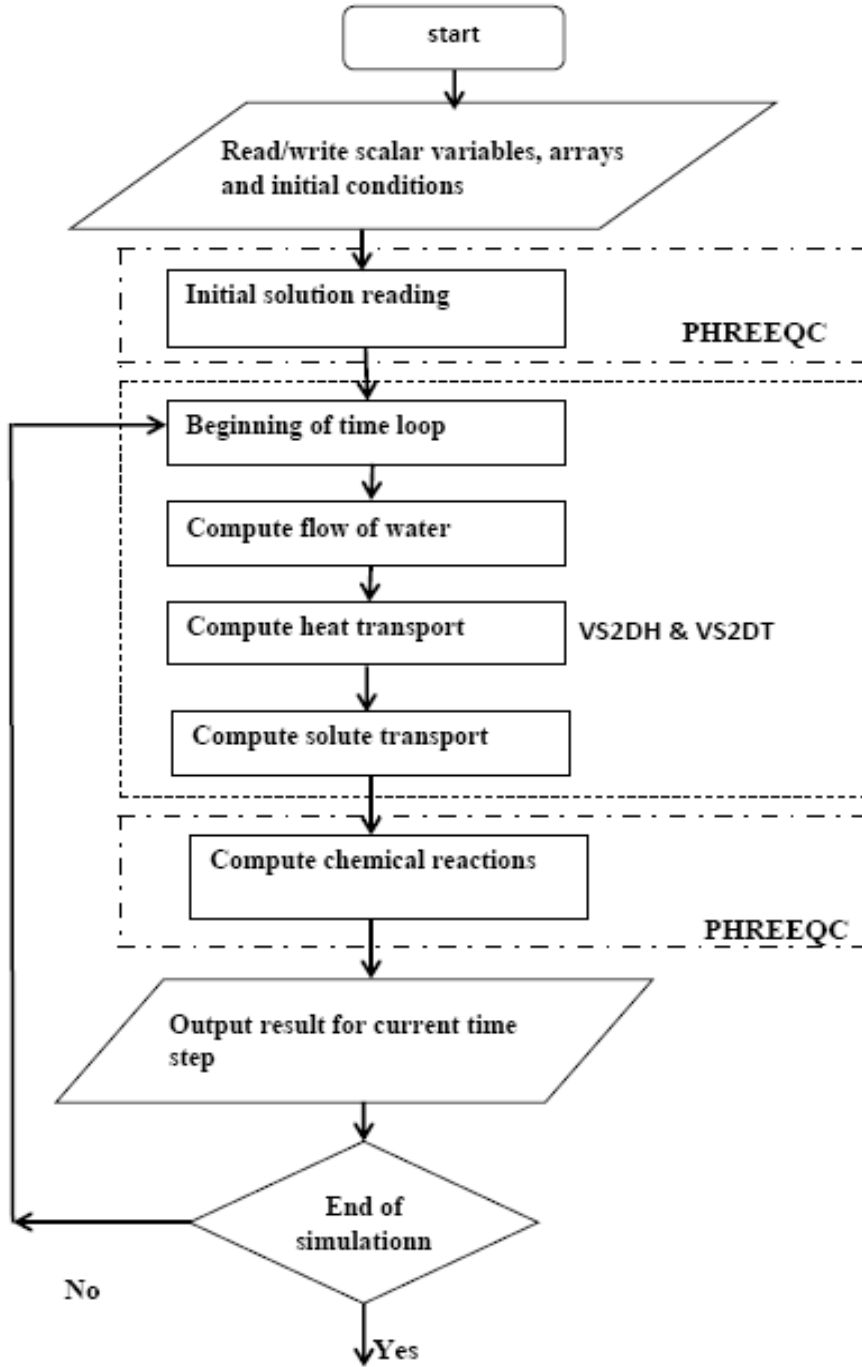 start
Read/write scalar variables, arrays
and initial conditions
Initial solution reading
PHREEQC
Beginning of time loop
Compute flow of water
Compute heat transport
VS2DH & VS2DT
Compute solute transport
Compute chemical reactions
PHREEQC
Output result for current time
step
End of
simulationn
No
Yes